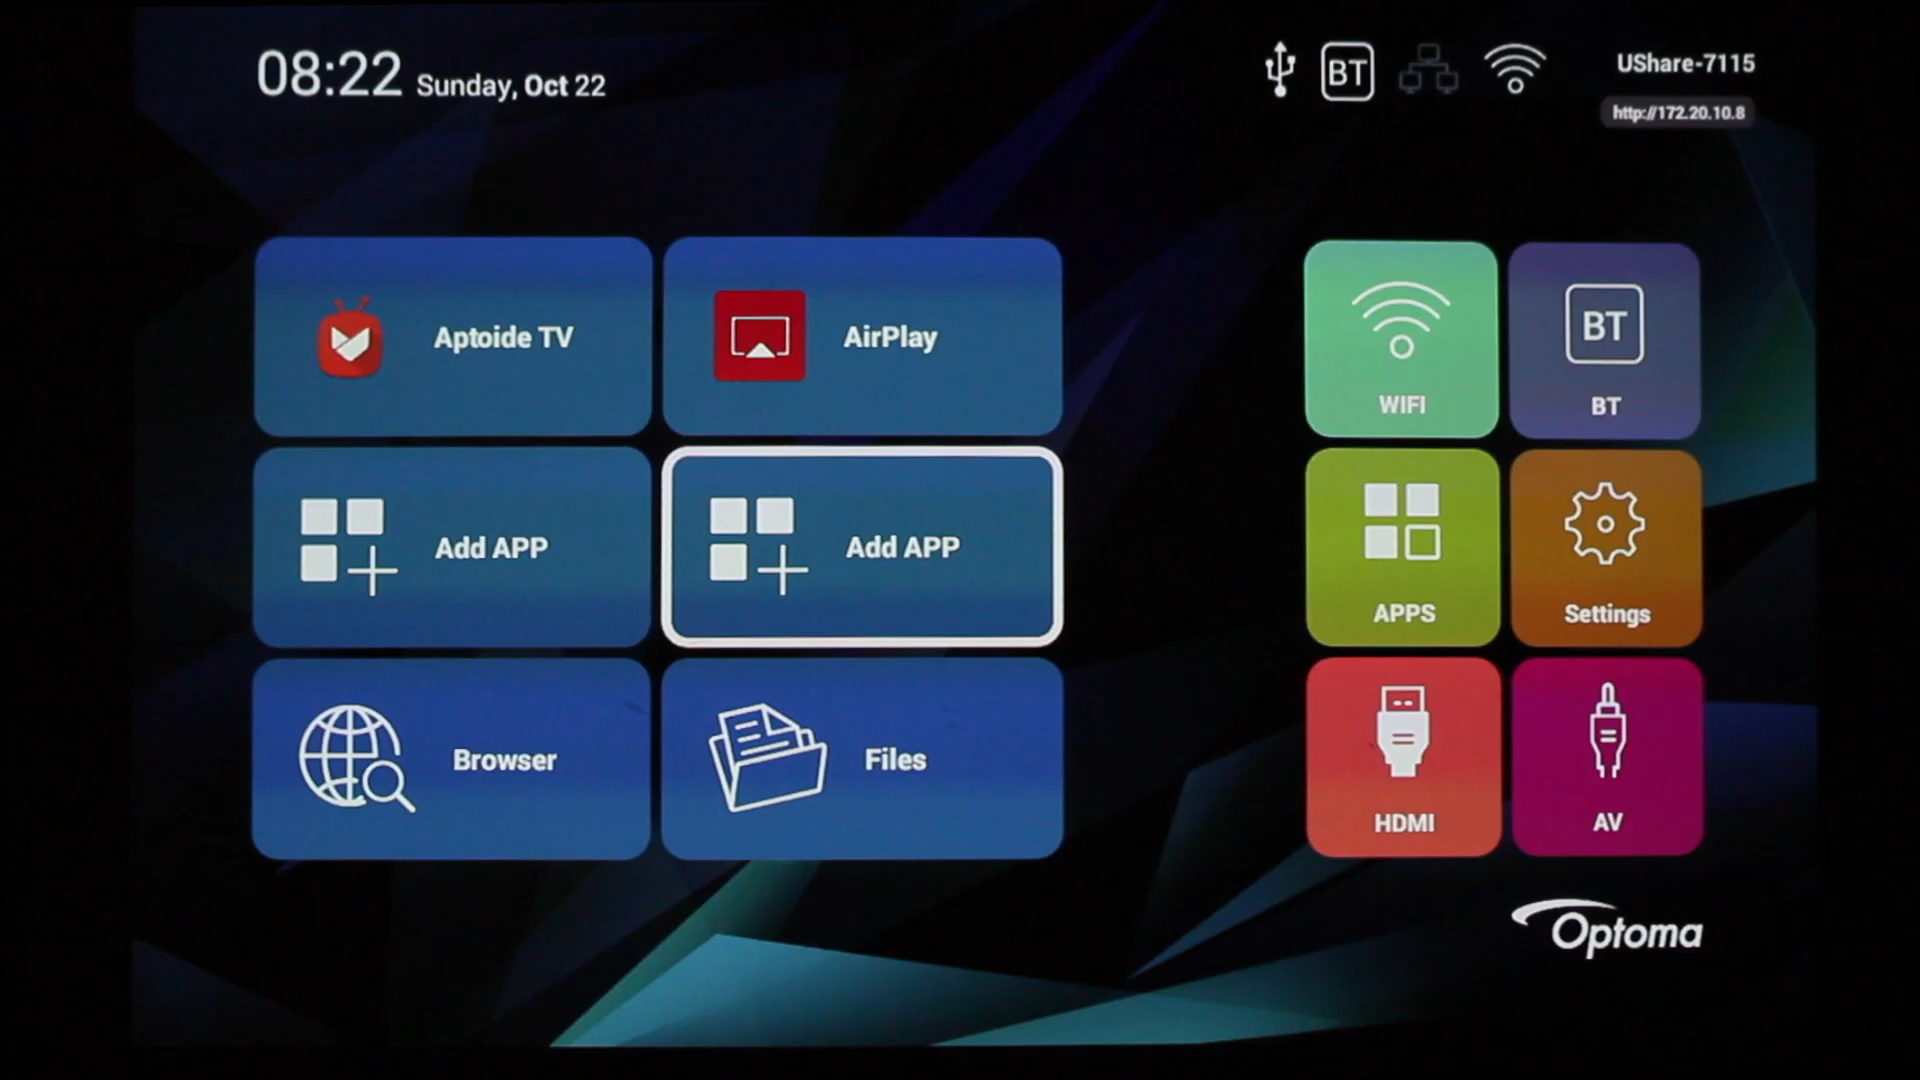 08:22 Sunday, Oct 22
BT
UShare-7115
http://172.20.10.8
Aptoide TV
AirPlay
WIFI
BT
BT
Add APP
Add APP
APPS
Settings
Browser
Files
HDMI
AV
Optoma